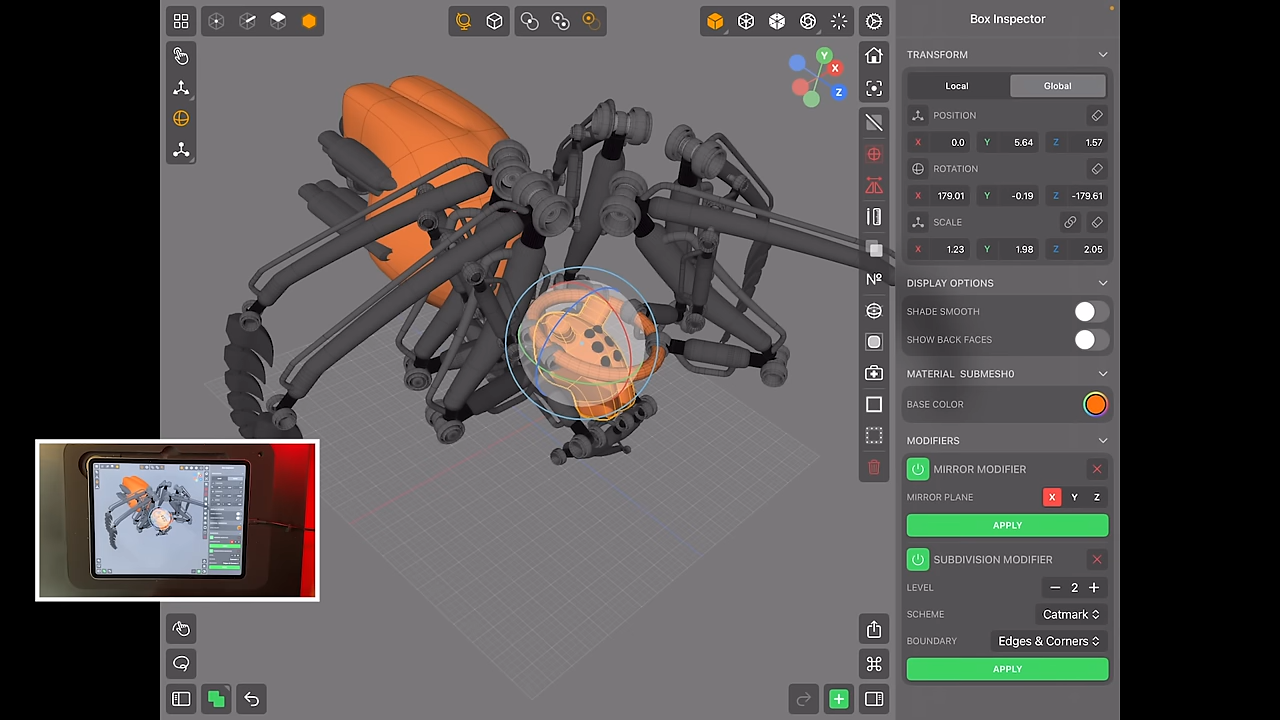 Box Inspector
TRANSFORM
Local Global
POSITION
X 0.0 Y 5.64 Z 1.57
ROTATION
X 179.01 Y -0.19 Z -179.61
SCALE
X 1.23 Y 1.98 Z 2.05
DISPLAY OPTIONS
SHADE SMOOTH
SHOW BACK FACES
MATERIAL SUBMESH0
BASE COLOR
MODIFIERS
MIRROR MODIFIER
MIRROR PLANE X Y Z
APPLY
SUBDIVISION MODIFIER
LEVEL 2
SCHEME Catmark
BOUNDARY Edges & Corners
APPLY
Y
X
Z
Nº